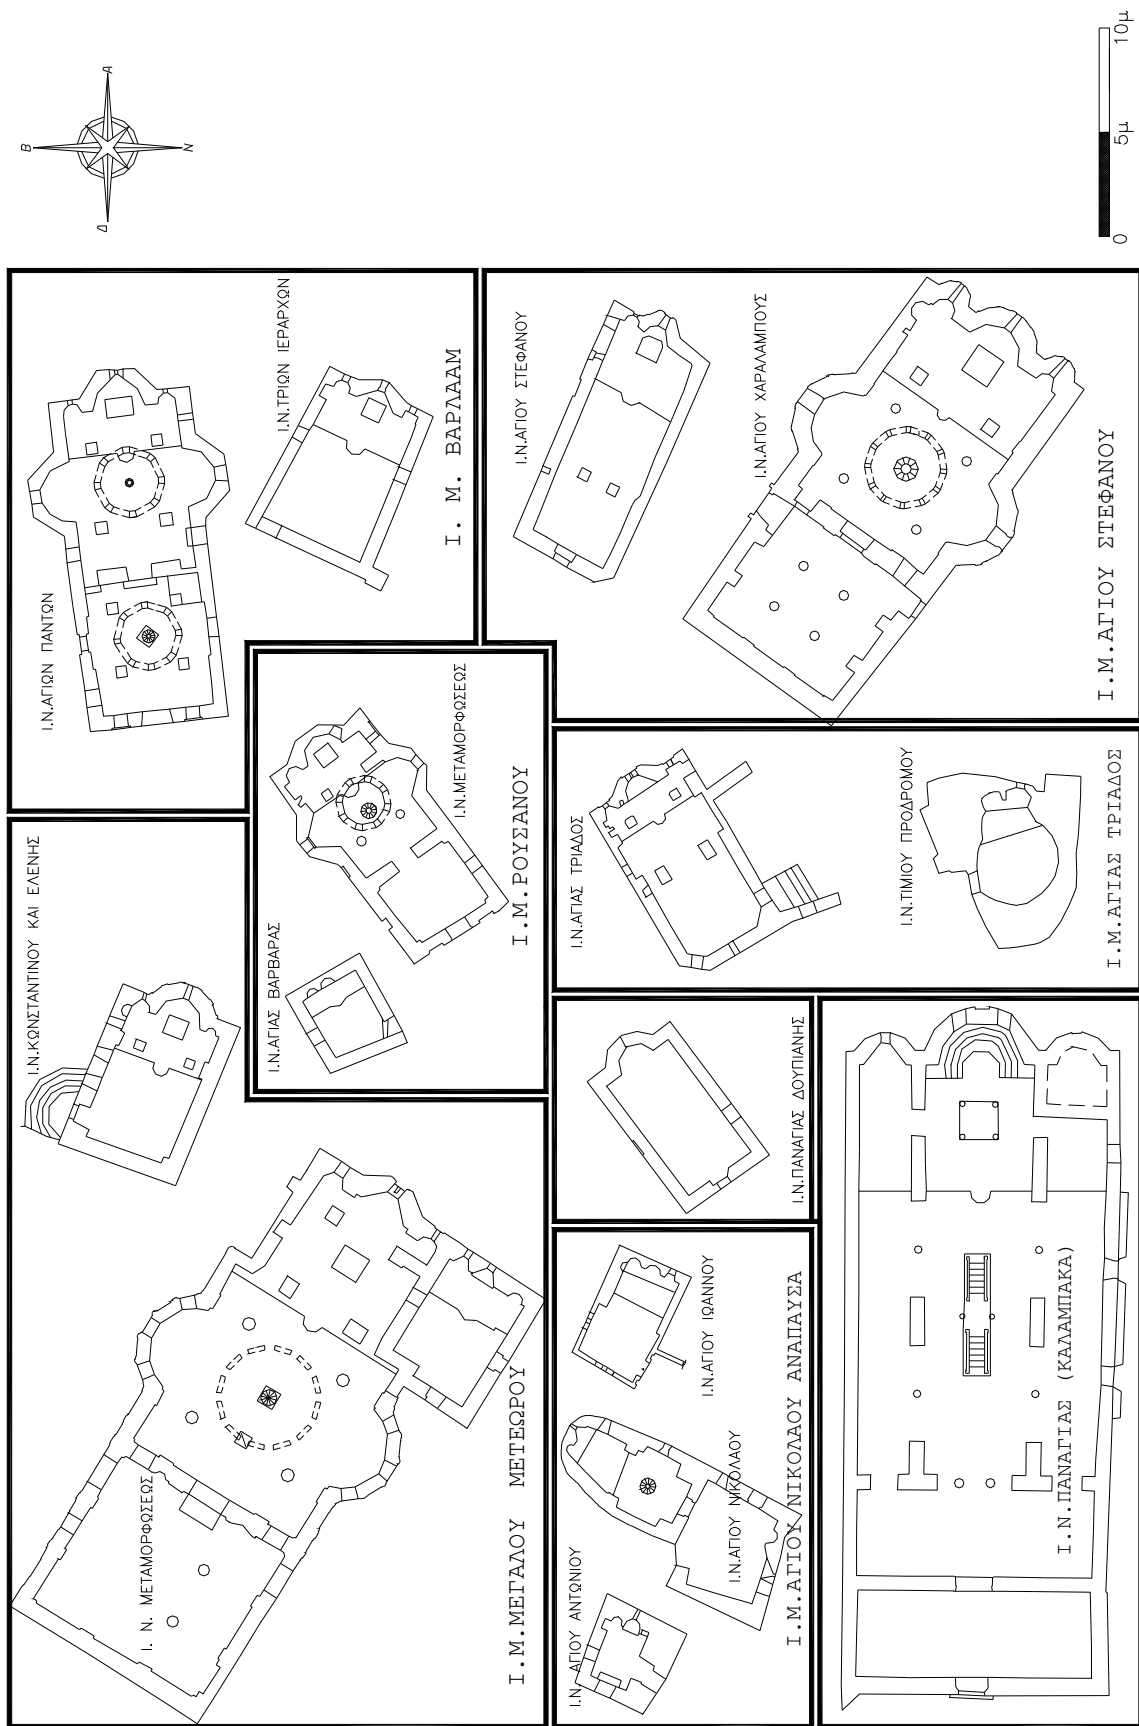 Β
Α
Ν
Δ
0
5μ
10μ
Ι.Ν.ΑΓΙΩΝ ΠΑΝΤΩΝ
Ι.Ν.ΤΡΙΩΝ ΙΕΡΑΡΧΩΝ
Ι. Μ. ΒΑΡΛΑΑΜ
Ι.Ν.ΑΓΙΟΥ ΣΤΕΦΑΝΟΥ
Ι.Ν.ΑΓΙΟΥ ΧΑΡΑΛΑΜΠΟΥΣ
Ι.Μ.ΑΓΙΟΥ ΣΤΕΦΑΝΟΥ
Ι.Ν.ΚΩΝΣΤΑΝΤΙΝΟΥ ΚΑΙ ΕΛΕΝΗΣ
Ι. Ν. ΜΕΤΑΜΟΡΦΩΣΕΩΣ
Ι.Μ.ΜΕΓΑΛΟΥ ΜΕΤΕΩΡΟΥ
Ι.Ν.ΑΓΙΑΣ ΒΑΡΒΑΡΑΣ
Ι.Ν.ΜΕΤΑΜΟΡΦΩΣΕΩΣ
Ι.Μ.ΡΟΥΣΑΝΟΥ
Ι.Ν.ΑΓΙΑΣ ΤΡΙΑΔΟΣ
Ι.Ν.ΤΙΜΙΟΥ ΠΡΟΔΡΟΜΟΥ
Ι.Μ.ΑΓΙΑΣ ΤΡΙΑΔΟΣ
Ι.Ν.ΠΑΝΑΓΙΑΣ ΔΟΥΠΙΑΝΗΣ
Ι.Ν. ΑΓΙΟΥ ΑΝΤΩΝΙΟΥ
Ι.Ν.ΑΓΙΟΥ ΙΩΑΝΝΟΥ
Ι.Ν.ΑΓΙΟΥ ΝΙΚΟΛΑΟΥ
Ι.Μ.ΑΓΙΟΥ ΝΙΚΟΛΑΟΥ ΑΝΑΠΑΥΣΑ
Ι.Ν.ΠΑΝΑΓΙΑΣ (ΚΑΛΑΜΠΑΚΑ)